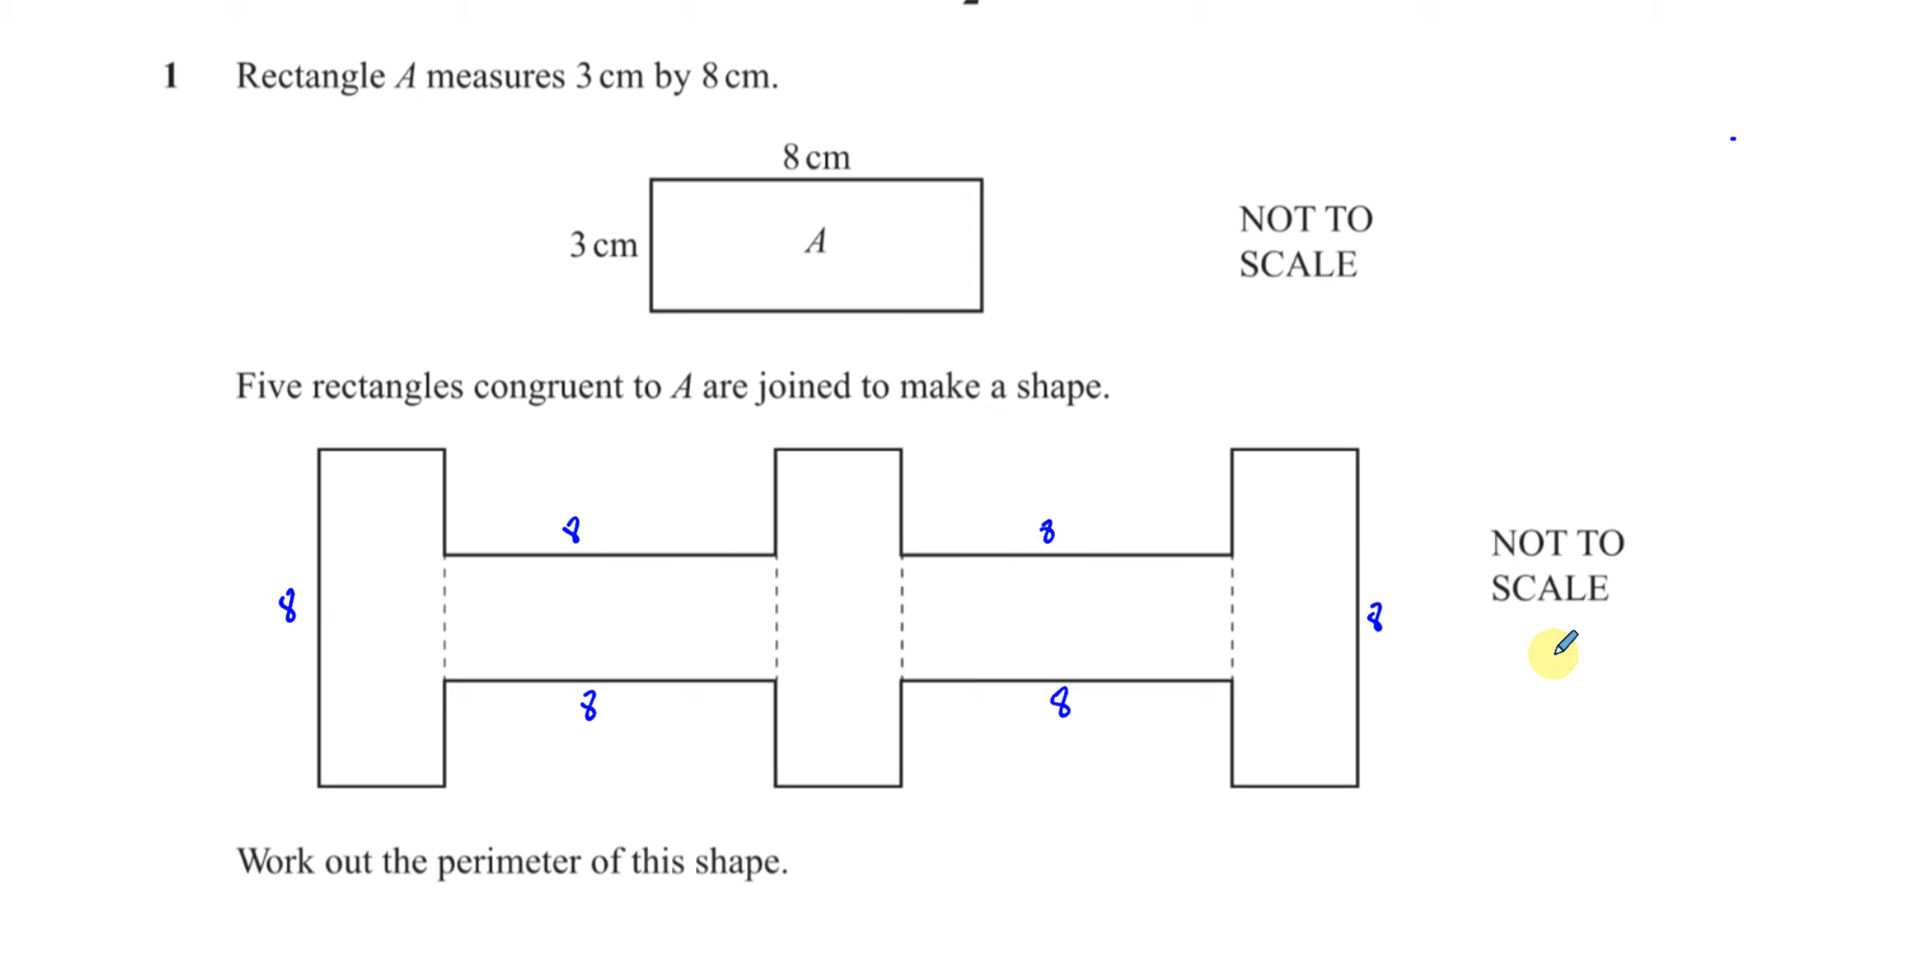 1 Rectangle A measures 3 cm by 8 cm.
8 cm
3 cm
A
NOT TO
SCALE
Five rectangles congruent to A are joined to make a shape.
8
8
8
8
8
8
NOT TO
SCALE
Work out the perimeter of this shape.